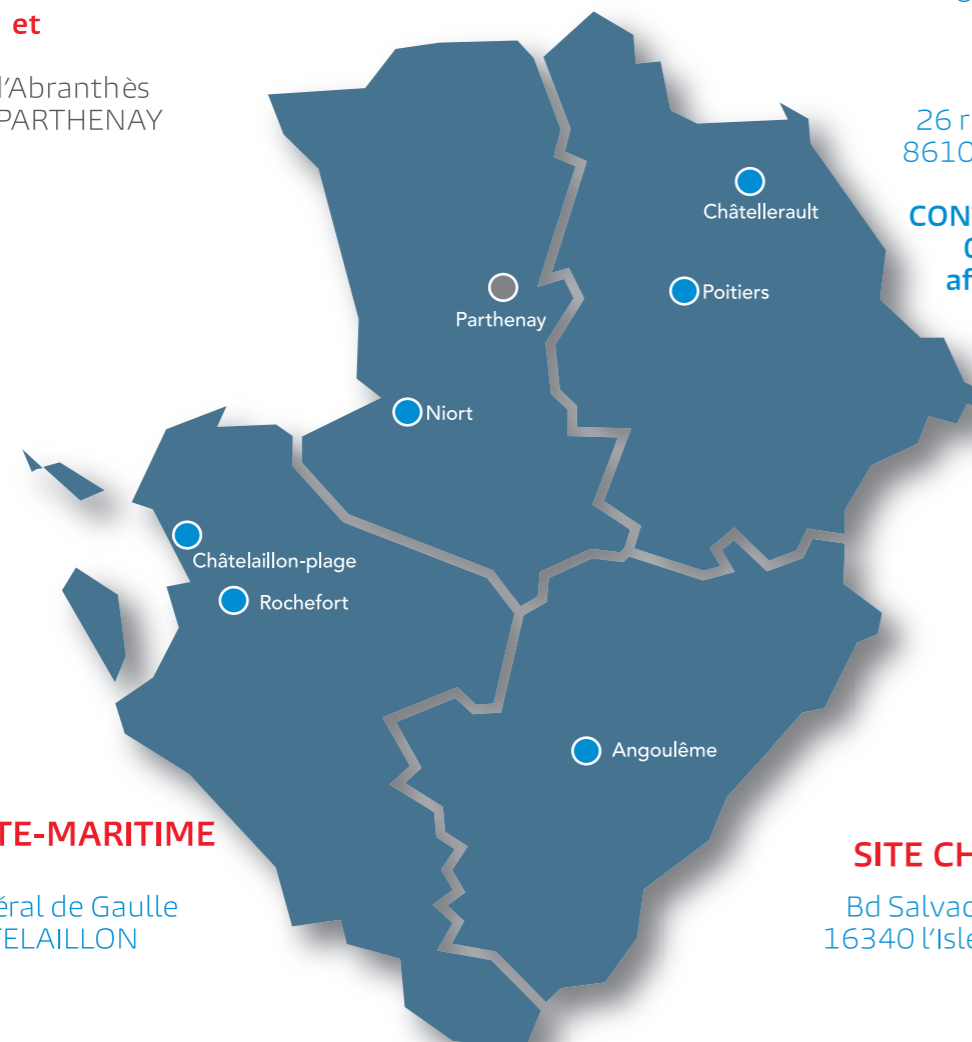 et
d'Abranthès
PARTHENAY
26 r
8610
CON
af
Châtellerault
Poitiers
Parthenay
Niort
Châtelaillon-plage
Rochefort
Angoulême
TE-MARITIME
éral de Gaulle
TELAILLON
SITE CH
Bd Salvad
16340 l'Isle